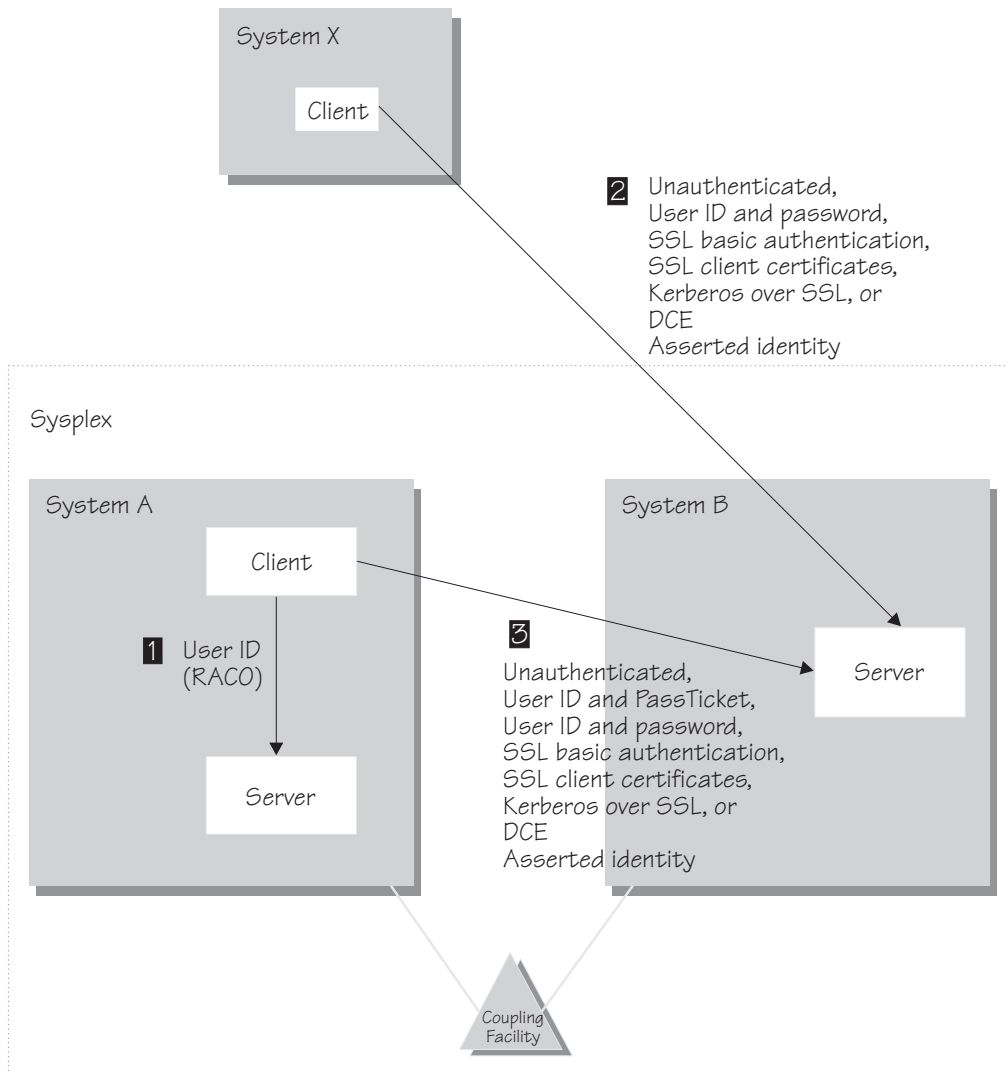 System X
Client
2
Unauthenticated,
User ID and password,
SSL basic authentication,
SSL client certificates,
Kerberos over SSL, or
DCE
Asserted identity
Sysplex
System A
Client
1
User ID
(RACO)
Server
System B
Server
3
Unauthenticated,
User ID and PassTicket,
User ID and password,
SSL basic authentication,
SSL client certificates,
Kerberos over SSL, or
DCE
Asserted identity
Coupling
Facility